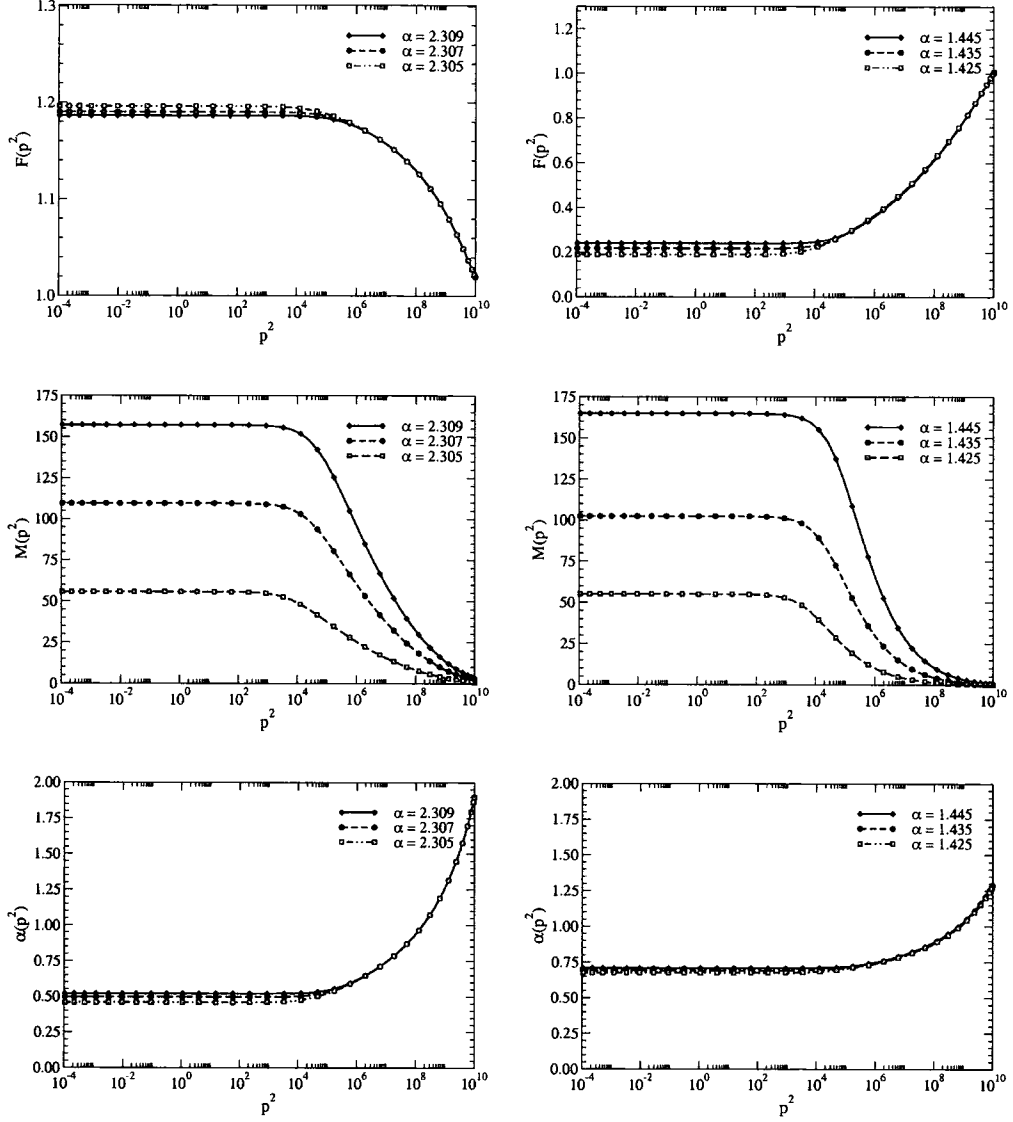 1.3
1.2
1.1
1.0
F(p²)
α = 2.309
α = 2.307
α = 2.305
10⁻⁴ 10⁻² 10⁰ 10² 10⁴ 10⁶ 10⁸ 10¹⁰
p²
1.2
1.0
0.8
0.6
0.4
0.2
0.0
F(p²)
α = 1.445
α = 1.435
α = 1.425
10⁻⁴ 10⁻² 10⁰ 10² 10⁴ 10⁶ 10⁸ 10¹⁰
p²
175
150
125
100
75
50
25
0
M(p²)
α = 2.309
α = 2.307
α = 2.305
10⁻⁴ 10⁻² 10⁰ 10² 10⁴ 10⁶ 10⁸ 10¹⁰
p²
175
150
125
100
75
50
25
0
M(p²)
α = 1.445
α = 1.435
α = 1.425
10⁻⁴ 10⁻² 10⁰ 10² 10⁴ 10⁶ 10⁸ 10¹⁰
p²
2.00
1.75
1.50
1.25
1.00
0.75
0.50
0.25
0.00
α(p²)
α = 2.309
α = 2.307
α = 2.305
10⁻⁴ 10⁻² 10⁰ 10² 10⁴ 10⁶ 10⁸ 10¹⁰
p²
2.00
1.75
1.50
1.25
1.00
0.75
0.50
0.25
0.00
α(p²)
α = 1.445
α = 1.435
α = 1.425
10⁻⁴ 10⁻² 10⁰ 10² 10⁴ 10⁶ 10⁸ 10¹⁰
p²